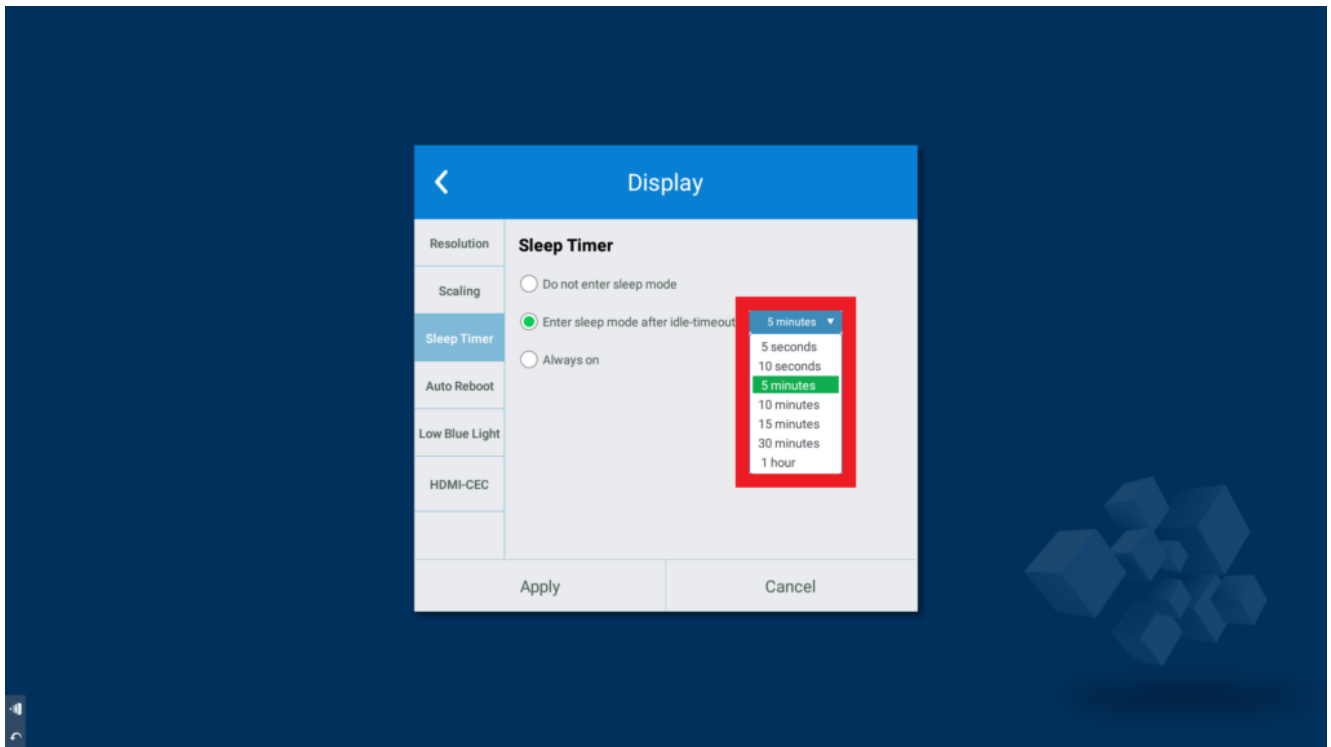 Display
Resolution
Scaling
Sleep Timer
Auto Reboot
Low Blue Light
HDMI-CEC
Sleep Timer
Do not enter sleep mode
Enter sleep mode after idle-timeout
5 minutes
5 seconds
10 seconds
5 minutes
10 minutes
15 minutes
30 minutes
1 hour
Always on
Apply
Cancel